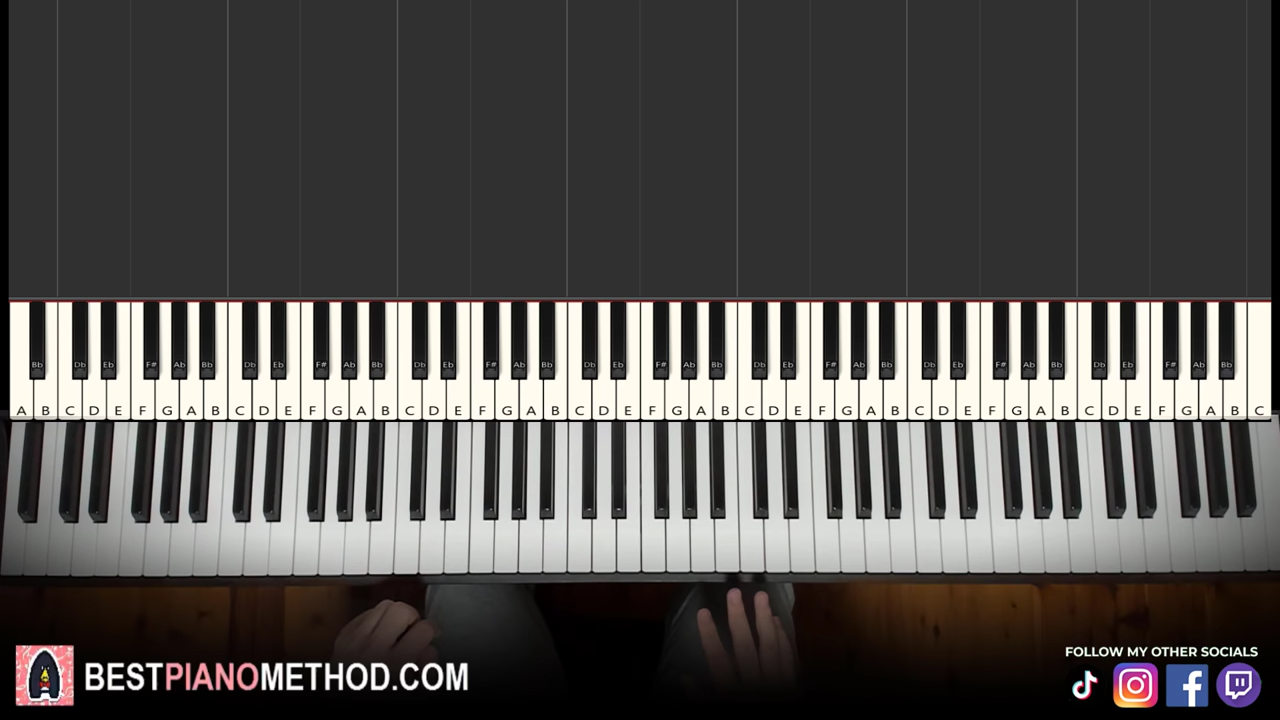 Bb Db Eb F# Ab Bb Db Eb F# Ab Bb Db Eb F# Ab Bb Db Eb F# Ab Bb Db Eb F# Ab Bb Db Eb F# Ab Bb Db Eb F# Ab Bb
A B C D E F G A B C D E F G A B C D E F G A B C D E F G A B C D E F G A B C D E F G A B C D E F G A B C
FOLLOW MY OTHER SOCIALS
BESTPIANOMETHOD.COM